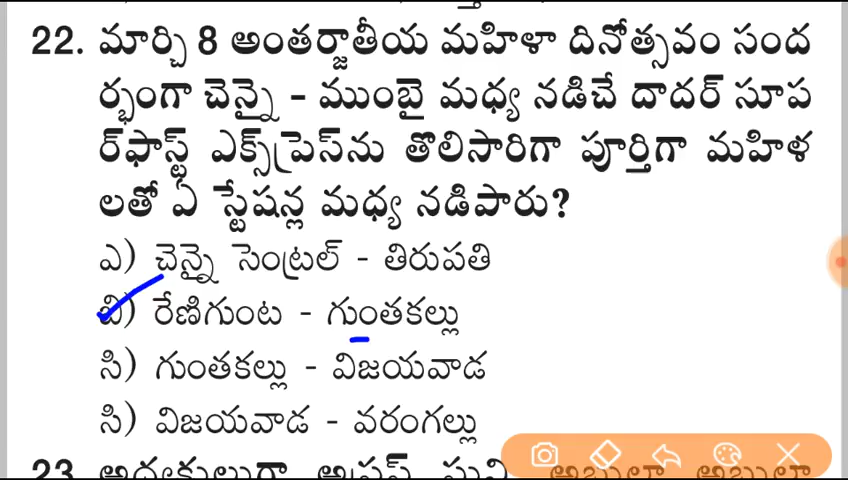 22. మార్చి 8 అంతర్జాతీయ మహిళా దినోత్సవం సంద
ర్భంగా చెన్నై - ముంబై మధ్య నడిచే దాదర్ సూప
ర్‌ఫాస్ట్ ఎక్స్‌ప్రెస్‌ను తొలిసారిగా పూర్తిగా మహిళ
లతో ఏ స్టేషన్ల మధ్య నడిపారు?
ఎ) చెన్నై సెంట్రల్ - తిరుపతి
బి) రేణిగుంట - గుంతకల్లు
సి) గుంతకల్లు - విజయవాడ
సి) విజయవాడ - వరంగల్లు
23